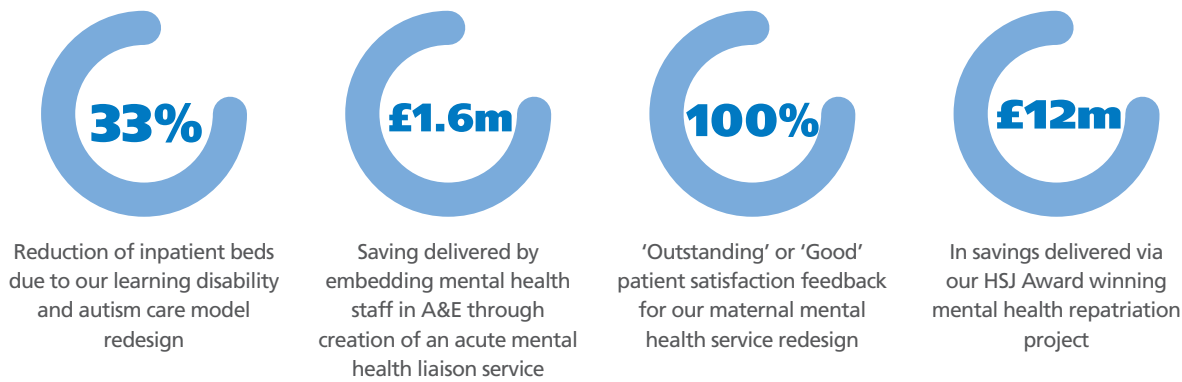 33%
Reduction of inpatient beds
due to our learning disability
and autism care model
redesign
£1.6m
Saving delivered by
embedding mental health
staff in A&E through
creation of an acute mental
health liaison service
100%
‘Outstanding’ or ‘Good’
patient satisfaction feedback
for our maternal mental
health service redesign
£12m
In savings delivered via
our HSJ Award winning
mental health repatriation
project